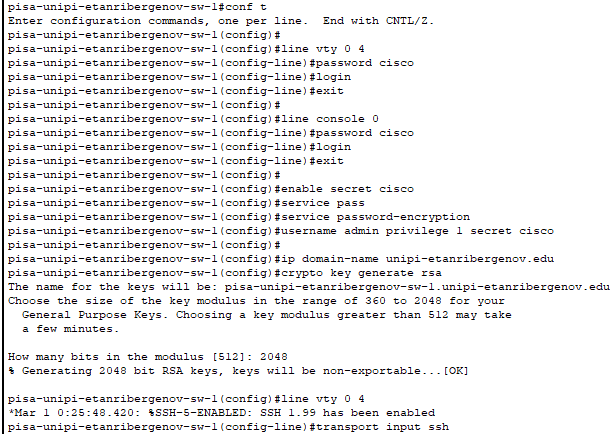 pisa-unipi-etanribergenov-sw-1#conf t
Enter configuration commands, one per line.  End with CNTL/Z.
pisa-unipi-etanribergenov-sw-1(config)#
pisa-unipi-etanribergenov-sw-1(config)#line vty 0 4
pisa-unipi-etanribergenov-sw-1(config-line)#password cisco
pisa-unipi-etanribergenov-sw-1(config-line)#login
pisa-unipi-etanribergenov-sw-1(config-line)#exit
pisa-unipi-etanribergenov-sw-1(config)#
pisa-unipi-etanribergenov-sw-1(config)#line console 0
pisa-unipi-etanribergenov-sw-1(config-line)#password cisco
pisa-unipi-etanribergenov-sw-1(config-line)#login
pisa-unipi-etanribergenov-sw-1(config-line)#exit
pisa-unipi-etanribergenov-sw-1(config)#
pisa-unipi-etanribergenov-sw-1(config)#enable secret cisco
pisa-unipi-etanribergenov-sw-1(config)#service pass
pisa-unipi-etanribergenov-sw-1(config)#service password-encryption
pisa-unipi-etanribergenov-sw-1(config)#username admin privilege 1 secret cisco
pisa-unipi-etanribergenov-sw-1(config)#
pisa-unipi-etanribergenov-sw-1(config)#ip domain-name unipi-etanribergenov.edu
pisa-unipi-etanribergenov-sw-1(config)#crypto key generate rsa
The name for the keys will be: pisa-unipi-etanribergenov-sw-1.unipi-etanribergenov.edu
Choose the size of the key modulus in the range of 360 to 2048 for your
  General Purpose Keys. Choosing a key modulus greater than 512 may take
  a few minutes.

How many bits in the modulus [512]: 2048
% Generating 2048 bit RSA keys, keys will be non-exportable...[OK]

pisa-unipi-etanribergenov-sw-1(config)#line vty 0 4
*Mar 1 0:25:48.420: %SSH-5-ENABLED: SSH 1.99 has been enabled
pisa-unipi-etanribergenov-sw-1(config-line)#transport input ssh